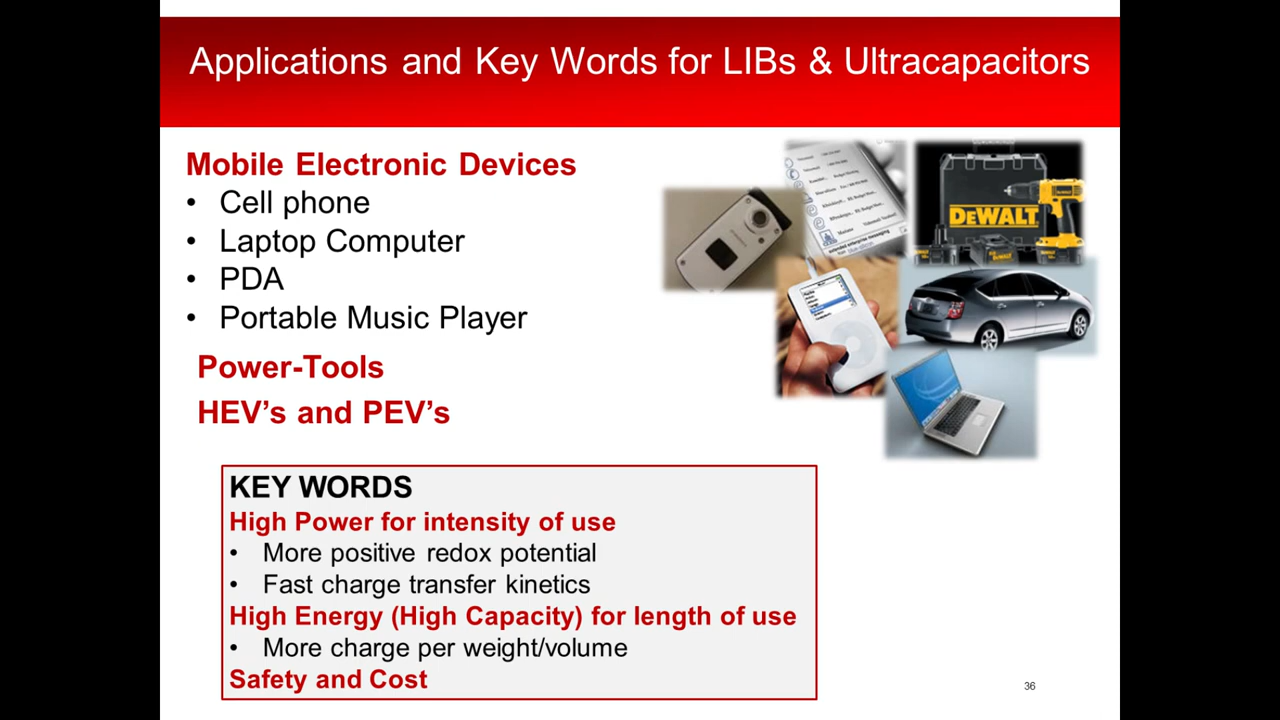 Applications and Key Words for LIBs & Ultracapacitors
Mobile Electronic Devices
• Cell phone
• Laptop Computer
• PDA
• Portable Music Player
Power-Tools
HEV’s and PEV’s
DEWALT
KEY WORDS
High Power for intensity of use
• More positive redox potential
• Fast charge transfer kinetics
High Energy (High Capacity) for length of use
• More charge per weight/volume
Safety and Cost
36